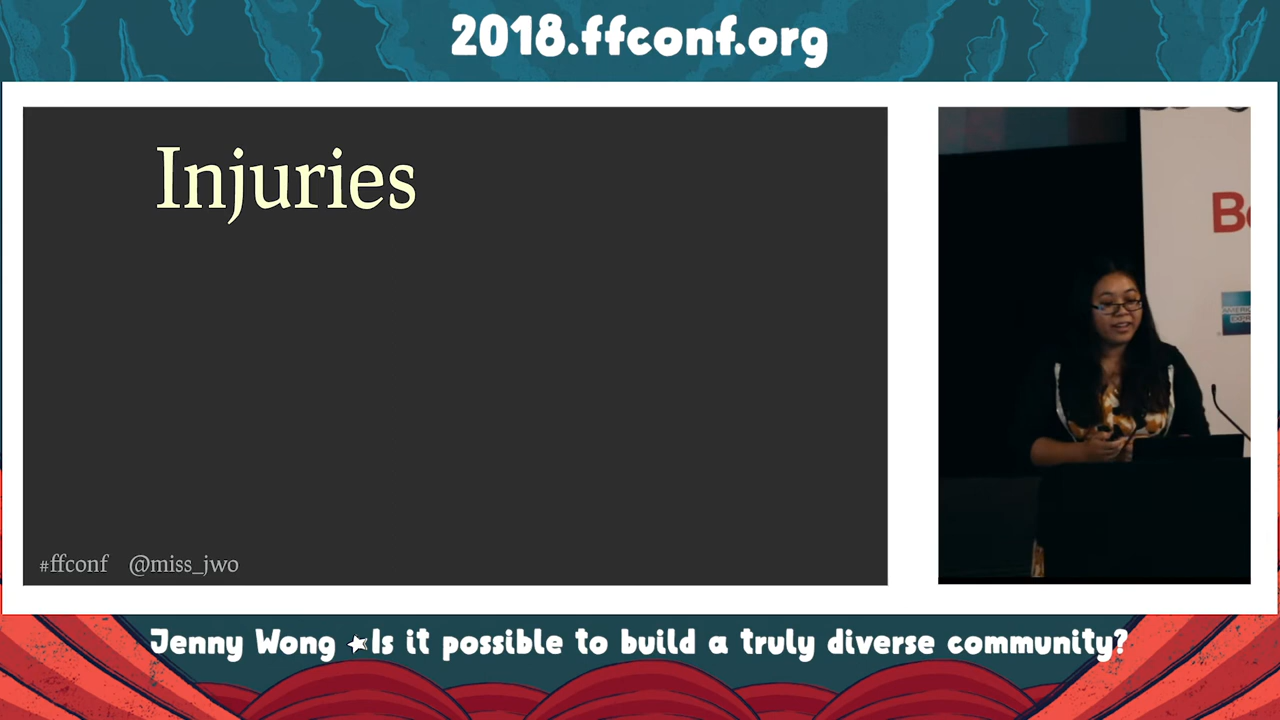 2018.ffconf.org
Injuries
#ffconf @miss_jwo
Jenny Wong ★ Is it possible to build a truly diverse community?